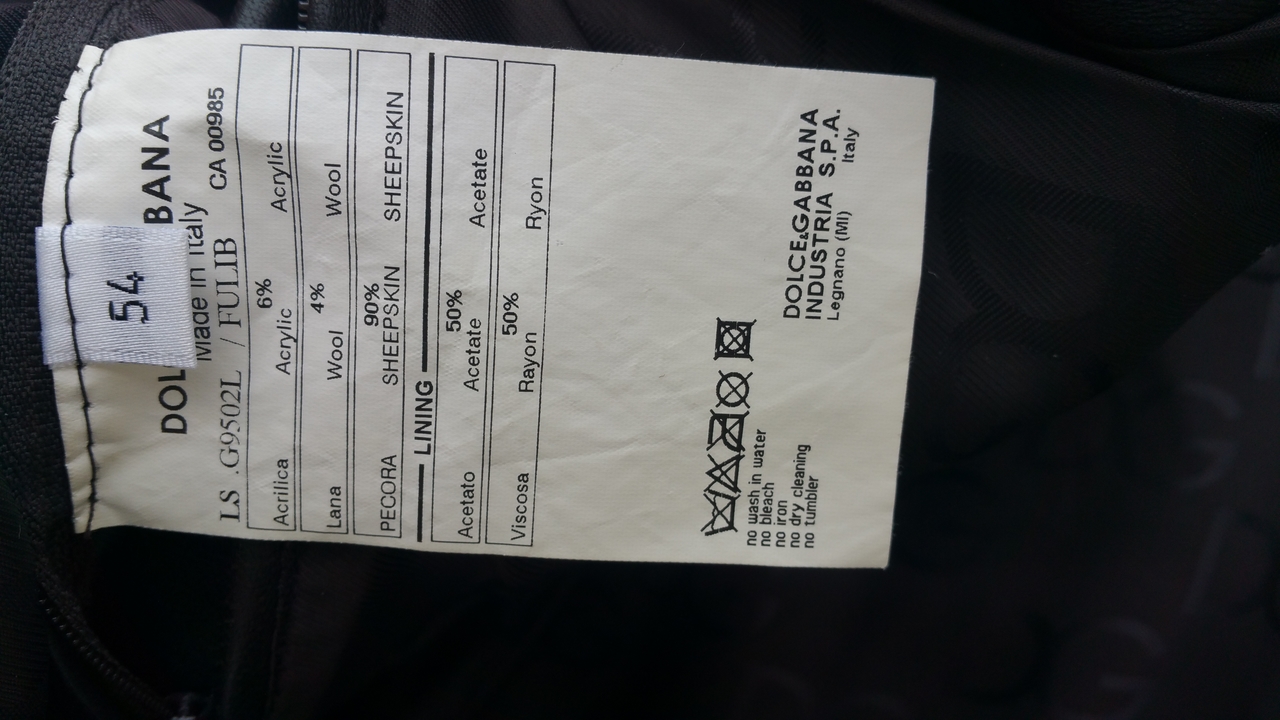 54
DOL BANA
Made in Italy
LS .G9502L / FULIB CA 00985
6%
Acrilica Acrylic Acrylic
4%
Lana Wool Wool
90%
PECORA SHEEPSKIN SHEEPSKIN
LINING
50%
Acetato Acetate Acetate
50%
Viscosa Rayon Ryon
no wash in water
no bleach
no iron
no dry cleaning
no tumbler
DOLCE&GABBANA
INDUSTRIA S.P.A.
Legnano (MI) Italy